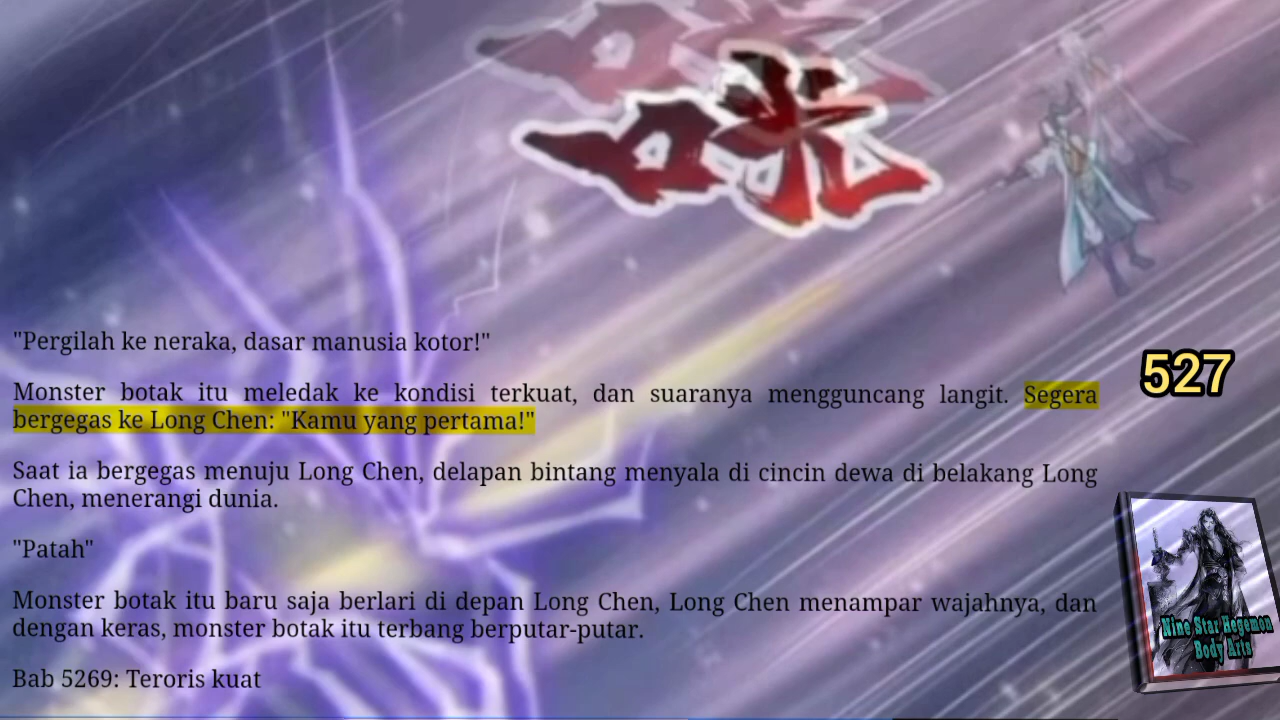 "Pergilah ke neraka, dasar manusia kotor!"
Monster botak itu meledak ke kondisi terkuat, dan suaranya mengguncang langit. Segera
bergegas ke Long Chen: "Kamu yang pertama!"
527
Saat ia bergegas menuju Long Chen, delapan bintang menyala di cincin dewa di belakang Long
Chen, menerangi dunia.
"Patah"
Monster botak itu baru saja berlari di depan Long Chen, Long Chen menampar wajahnya, dan
dengan keras, monster botak itu terbang berputar-putar.
Bab 5269: Teroris kuat
Nine Star Hegemon
Body Arts